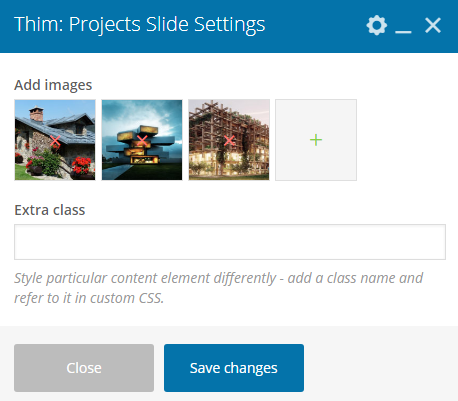 Thim: Projects Slide Settings
Add images
Extra class
Style particular content element differently - add a class name and
refer to it in custom CSS.
Close
Save changes